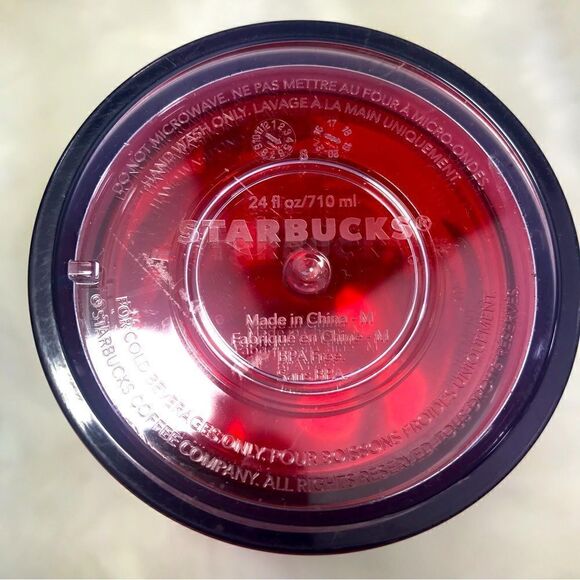 DO NOT MICROWAVE. NE PAS METTRE AU FOUR À MICRO-ONDES.
HAND WASH ONLY. LAVAGE À LA MAIN UNIQUEMENT.
24 fl oz/710 ml
STARBUCKS®
Made in China - M
Fabriqué en Chine - M
BPA Free.
Sans BPA.
FOR COLD BEVERAGES ONLY. POUR BOISSONS FROIDES UNIQUEMENT.
© STARBUCKS COFFEE COMPANY. ALL RIGHTS RESERVED.